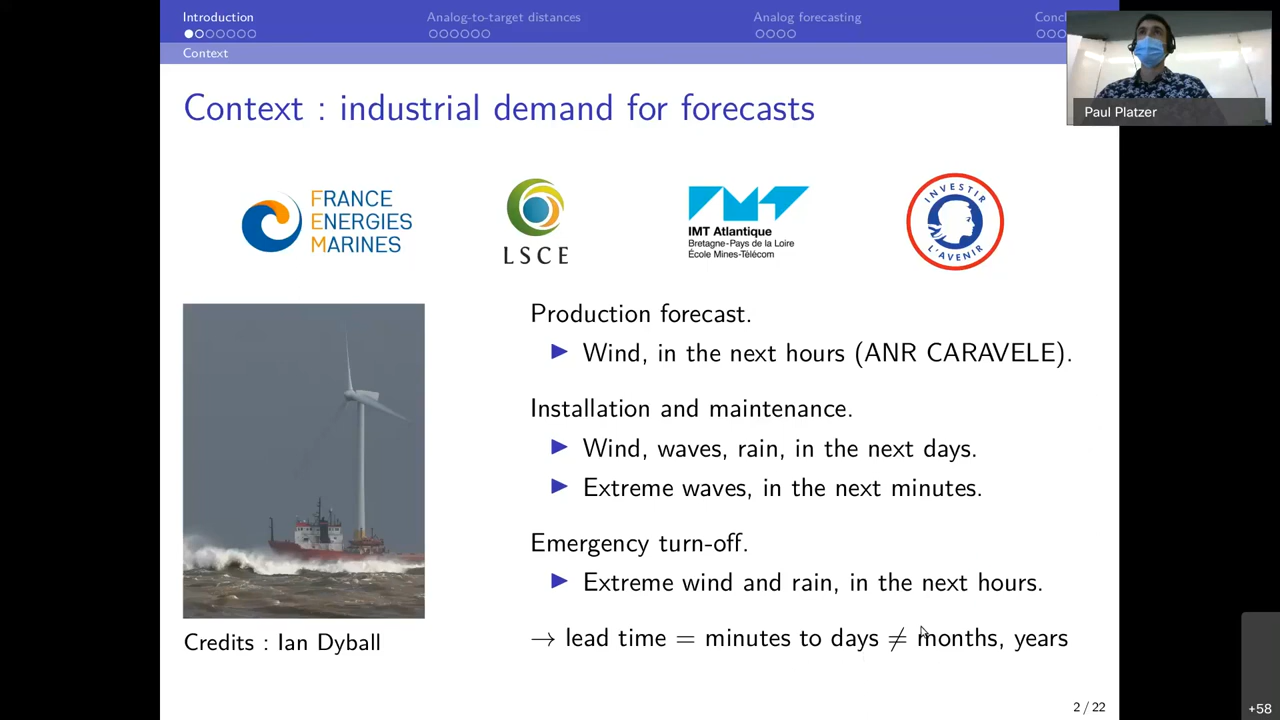 Introduction
Analog-to-target distances
Analog forecasting
Context
Paul Platzer
Context : industrial demand for forecasts
FRANCE
ENERGIES
MARINES
LSCE
IMT Atlantique
Bretagne-Pays de la Loire
École Mines-Télécom
INVESTIR
L'AVENIR
Production forecast.
Wind, in the next hours (ANR CARAVELE).
Installation and maintenance.
Wind, waves, rain, in the next days.
Extreme waves, in the next minutes.
Emergency turn-off.
Extreme wind and rain, in the next hours.
→ lead time = minutes to days ≠ months, years
Credits : Ian Dyball
2 / 22
+58